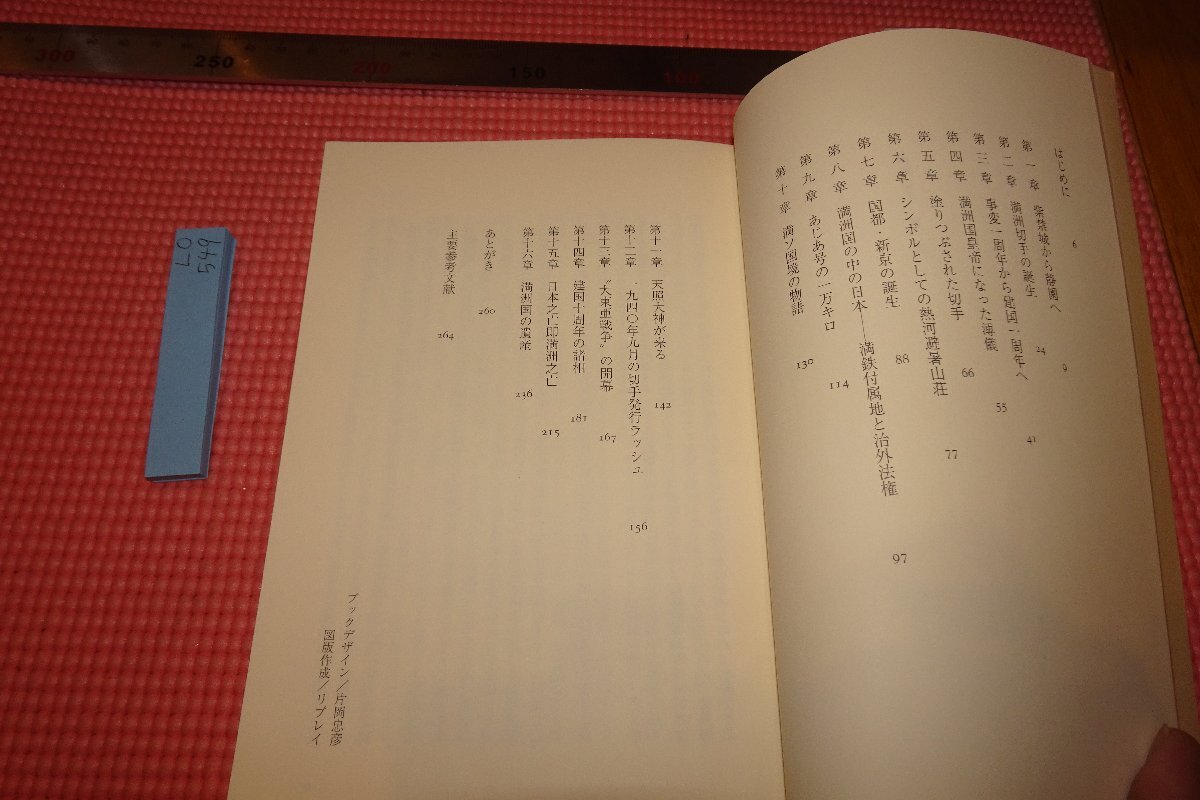 はじめに 6
第一章 紫禁城から静園へ 9
第二章 満洲切手の誕生 24
第三章 事変一周年から建国一周年へ 41
第四章 満洲国皇帝になった溥儀 55
第五章 塗りつぶされた切手 66
第六章 シンボルとしての熱河避暑山荘 77
第七章 国都・新京の誕生 88
第八章 満洲国の中の日本——満鉄付属地と治外法権 97
第九章 あじあ号の一万キロ 114
第十章 満ソ国境の物語 130
第十一章 天照大神が来る 142
第十二章 一九四〇年九月の切手発行ラッシュ 156
第十三章 “大東亜戦争”の開幕 167
第十四章 建国十周年の諸相 181
第十五章 日本之亡即満洲之亡 215
第十六章 満洲国の遺産 236
あとがき 260
主要参考文献 264
ブックデザイン/片岡忠彦
図版作成/リプレイ
300 250 200 150 100
LO
549